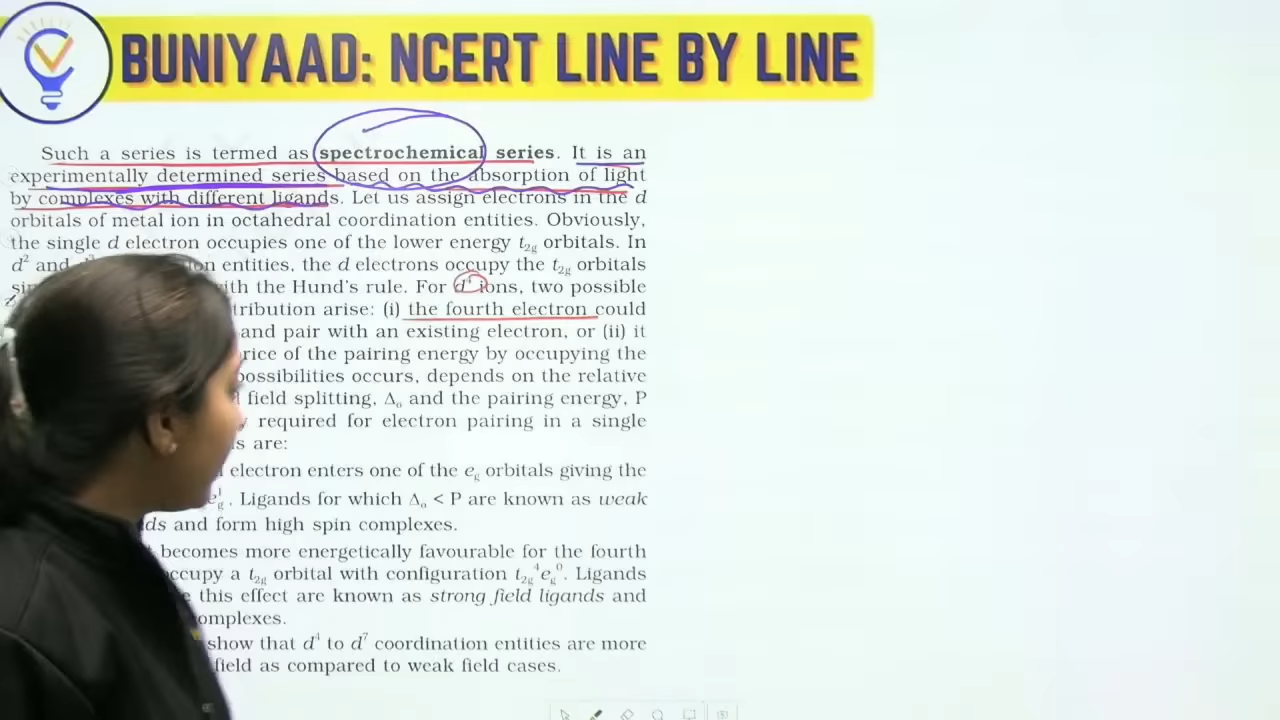 BUNIYAAD: NCERT LINE BY LINE
Such a series is termed as spectrochemical series. It is an
experimentally determined series based on the absorption of light
by complexes with different ligands. Let us assign electrons in the d
orbitals of metal ion in octahedral coordination entities. Obviously,
the single d electron occupies one of the lower energy t₂g orbitals. In
d² and entities, the d electrons occupy the t₂g orbitals
with the Hund's rule. For d⁴ ions, two possible
arise: (i) the fourth electron could
and pair with an existing electron, or (ii) it
of the pairing energy by occupying the
possibilities occurs, depends on the relative
field splitting, Δₒ and the pairing energy, P
required for electron pairing in a single
are:
electron enters one of the eg orbitals giving the
eg¹. Ligands for which Δₒ < P are known as weak
and form high spin complexes.
becomes more energetically favourable for the fourth
occupy a t₂g orbital with configuration t₂g⁴eg⁰. Ligands
this effect are known as strong field ligands and
complexes.
show that d⁴ to d⁷ coordination entities are more
field as compared to weak field cases.